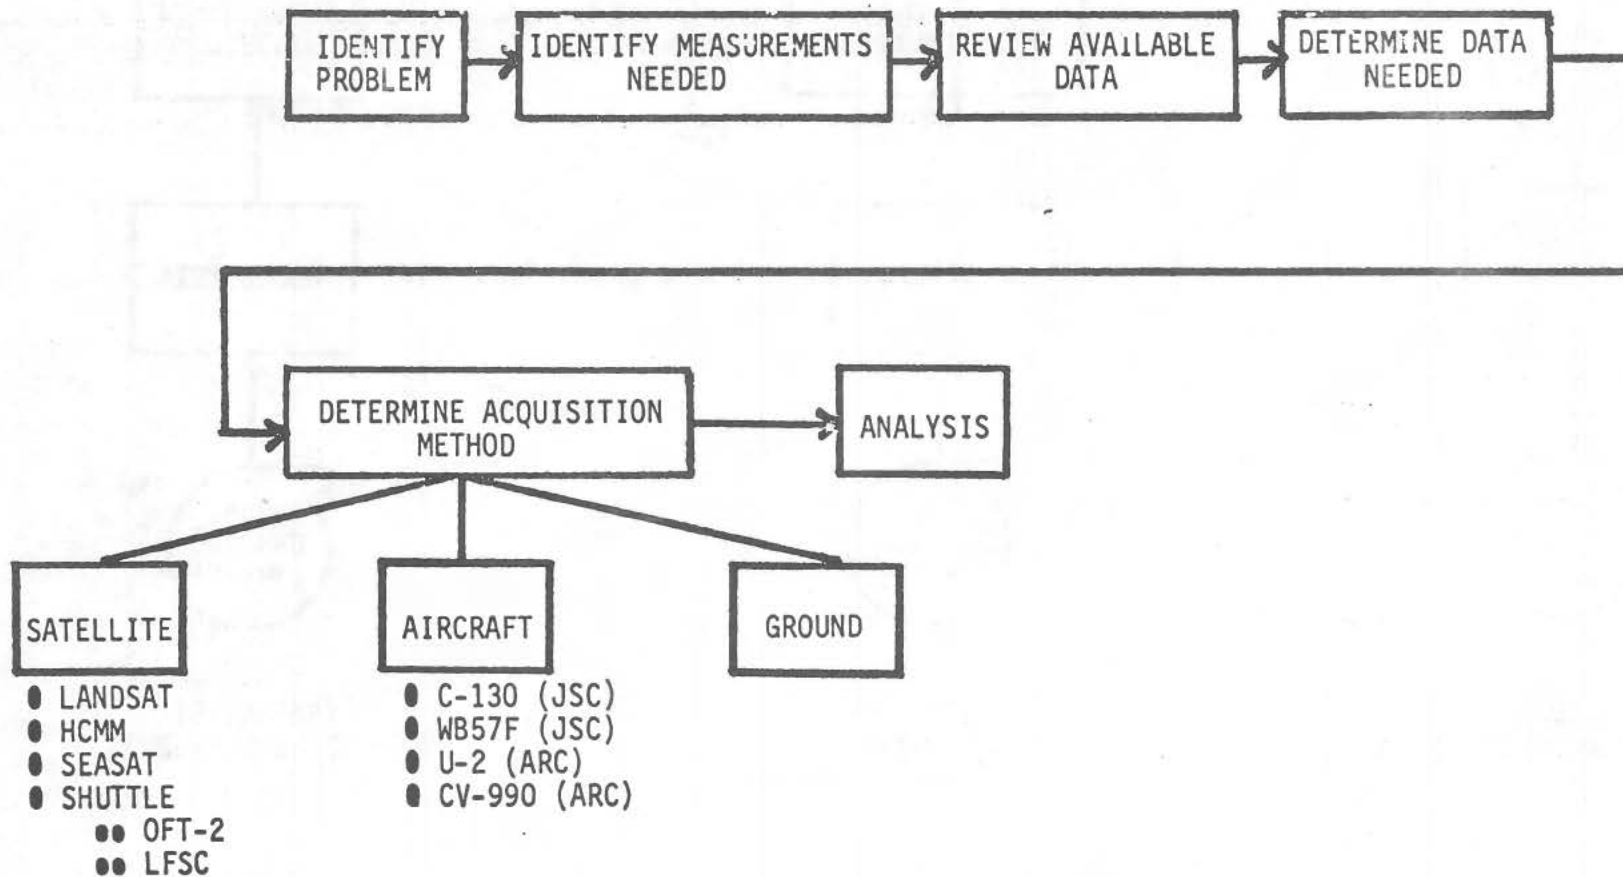 IDENTIFY
PROBLEM
IDENTIFY MEASUREMENTS
NEEDED
REVIEW AVAILABLE
DATA
DETERMINE DATA
NEEDED
DETERMINE ACQUISITION
METHOD
ANALYSIS
SATELLITE
• LANDSAT
• HCMM
• SEASAT
• SHUTTLE
•• OFT-2
•• LFSC
AIRCRAFT
• C-130 (JSC)
• WB57F (JSC)
• U-2 (ARC)
• CV-990 (ARC)
GROUND